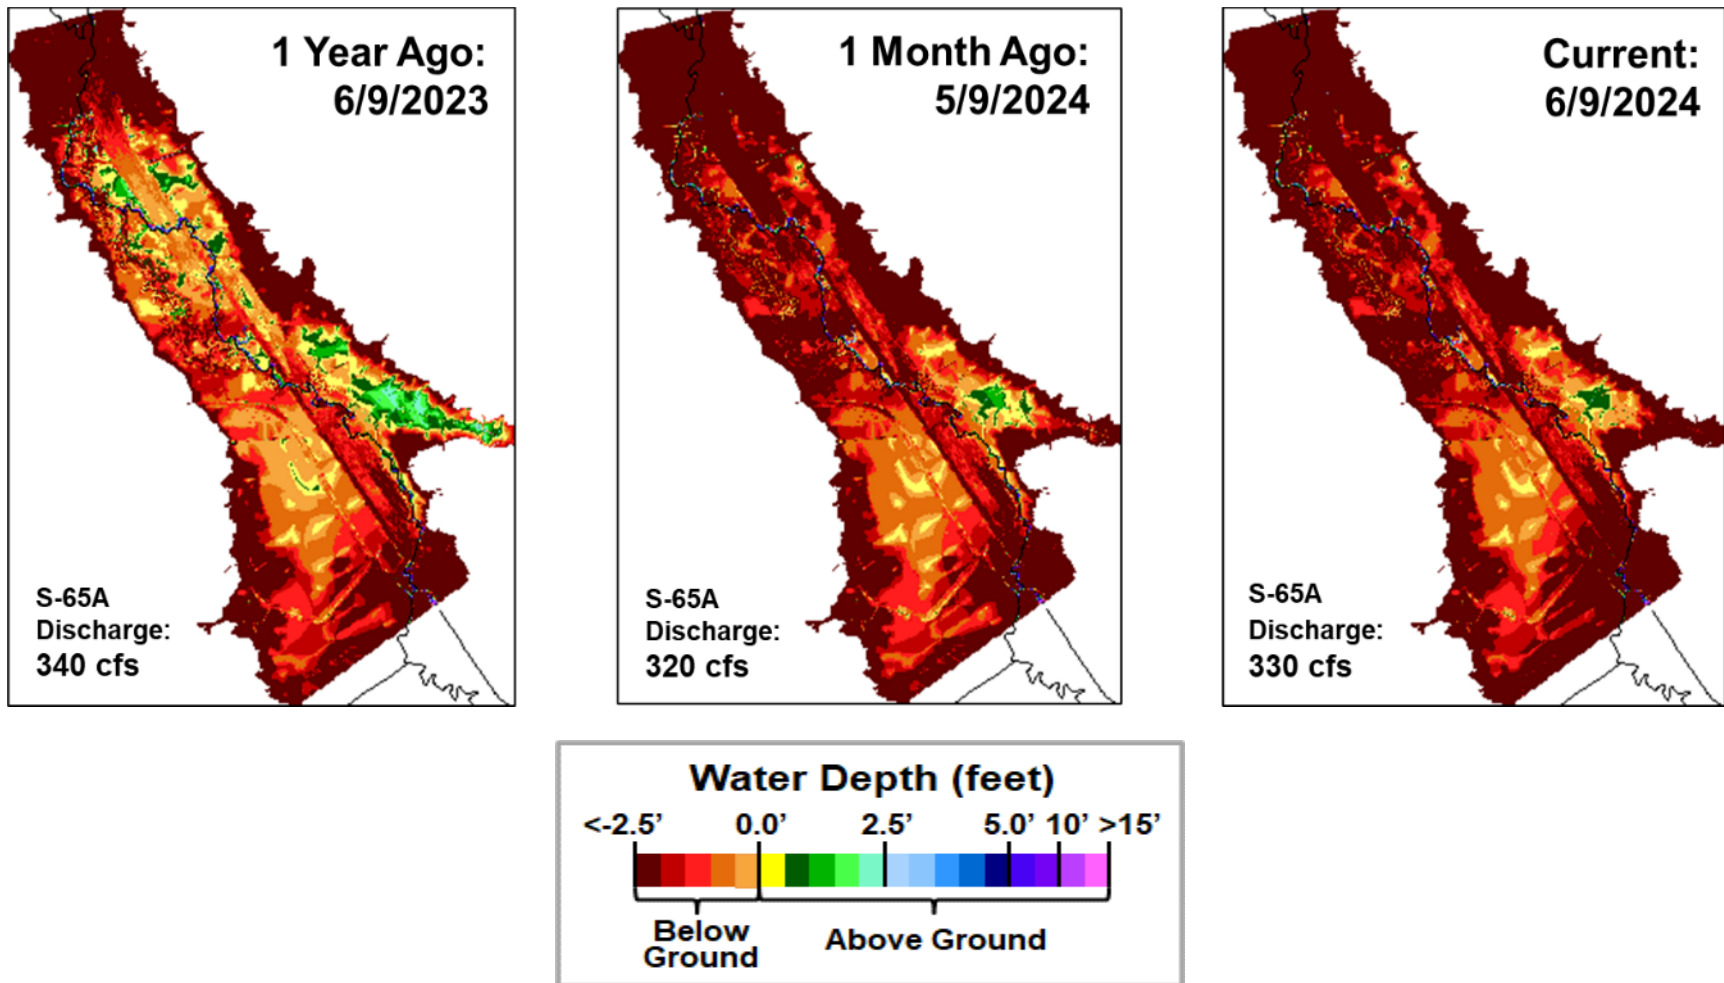 1 Year Ago:
6/9/2023
S-65A
Discharge:
340 cfs
1 Month Ago:
5/9/2024
S-65A
Discharge:
320 cfs
Current:
6/9/2024
S-65A
Discharge:
330 cfs
Water Depth (feet)
<-2.5’ 0.0’ 2.5’ 5.0’ 10’ >15’
Below
Ground
Above Ground